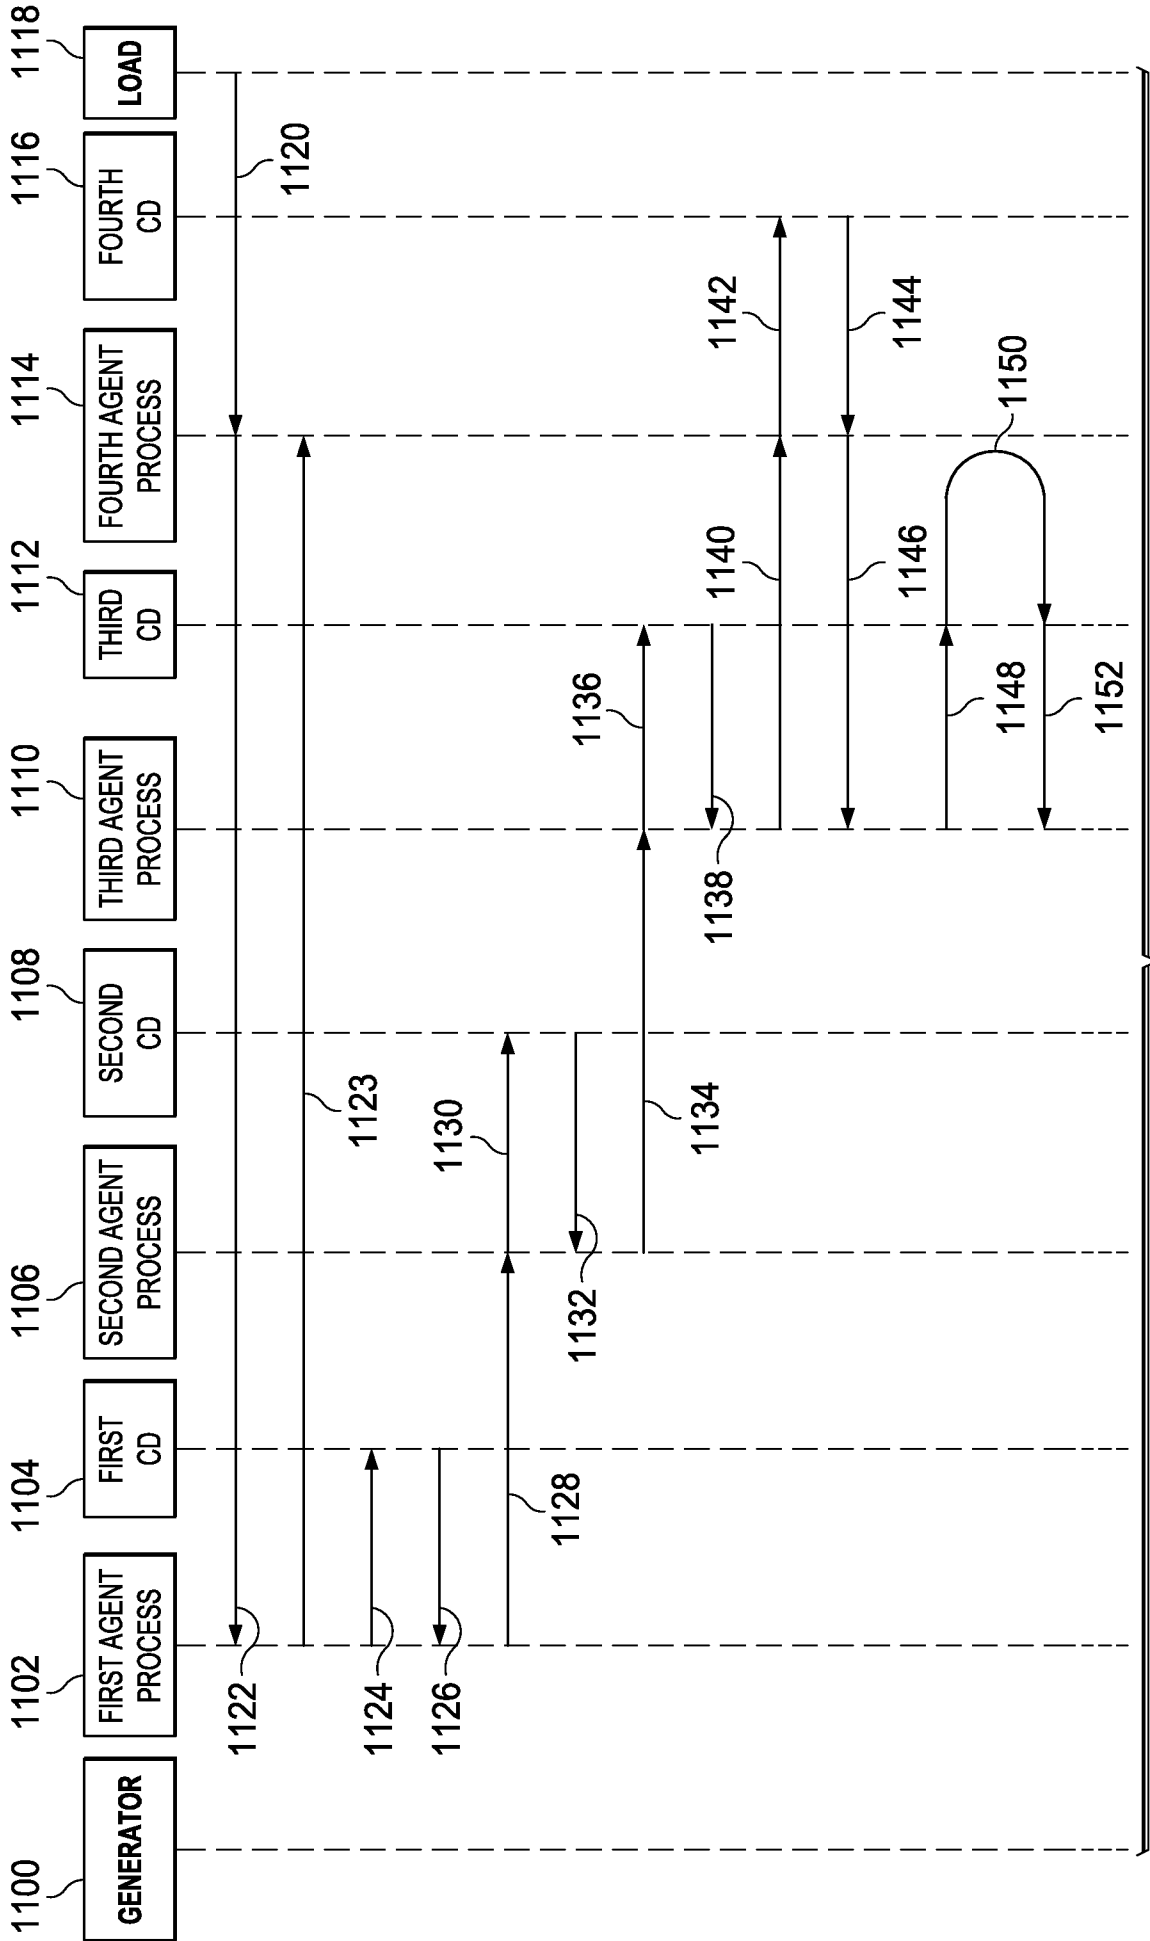 1100
GENERATOR
1102
FIRST AGENT
PROCESS
1104
FIRST
CD
1106
SECOND AGENT
PROCESS
1108
SECOND
CD
1110
THIRD AGENT
PROCESS
1112
THIRD
CD
1114
FOURTH AGENT
PROCESS
1116
FOURTH
CD
1118
LOAD
1120
1122
1123
1124
1126
1128
1130
1132
1134
1136
1138
1140
1142
1144
1146
1148
1150
1152